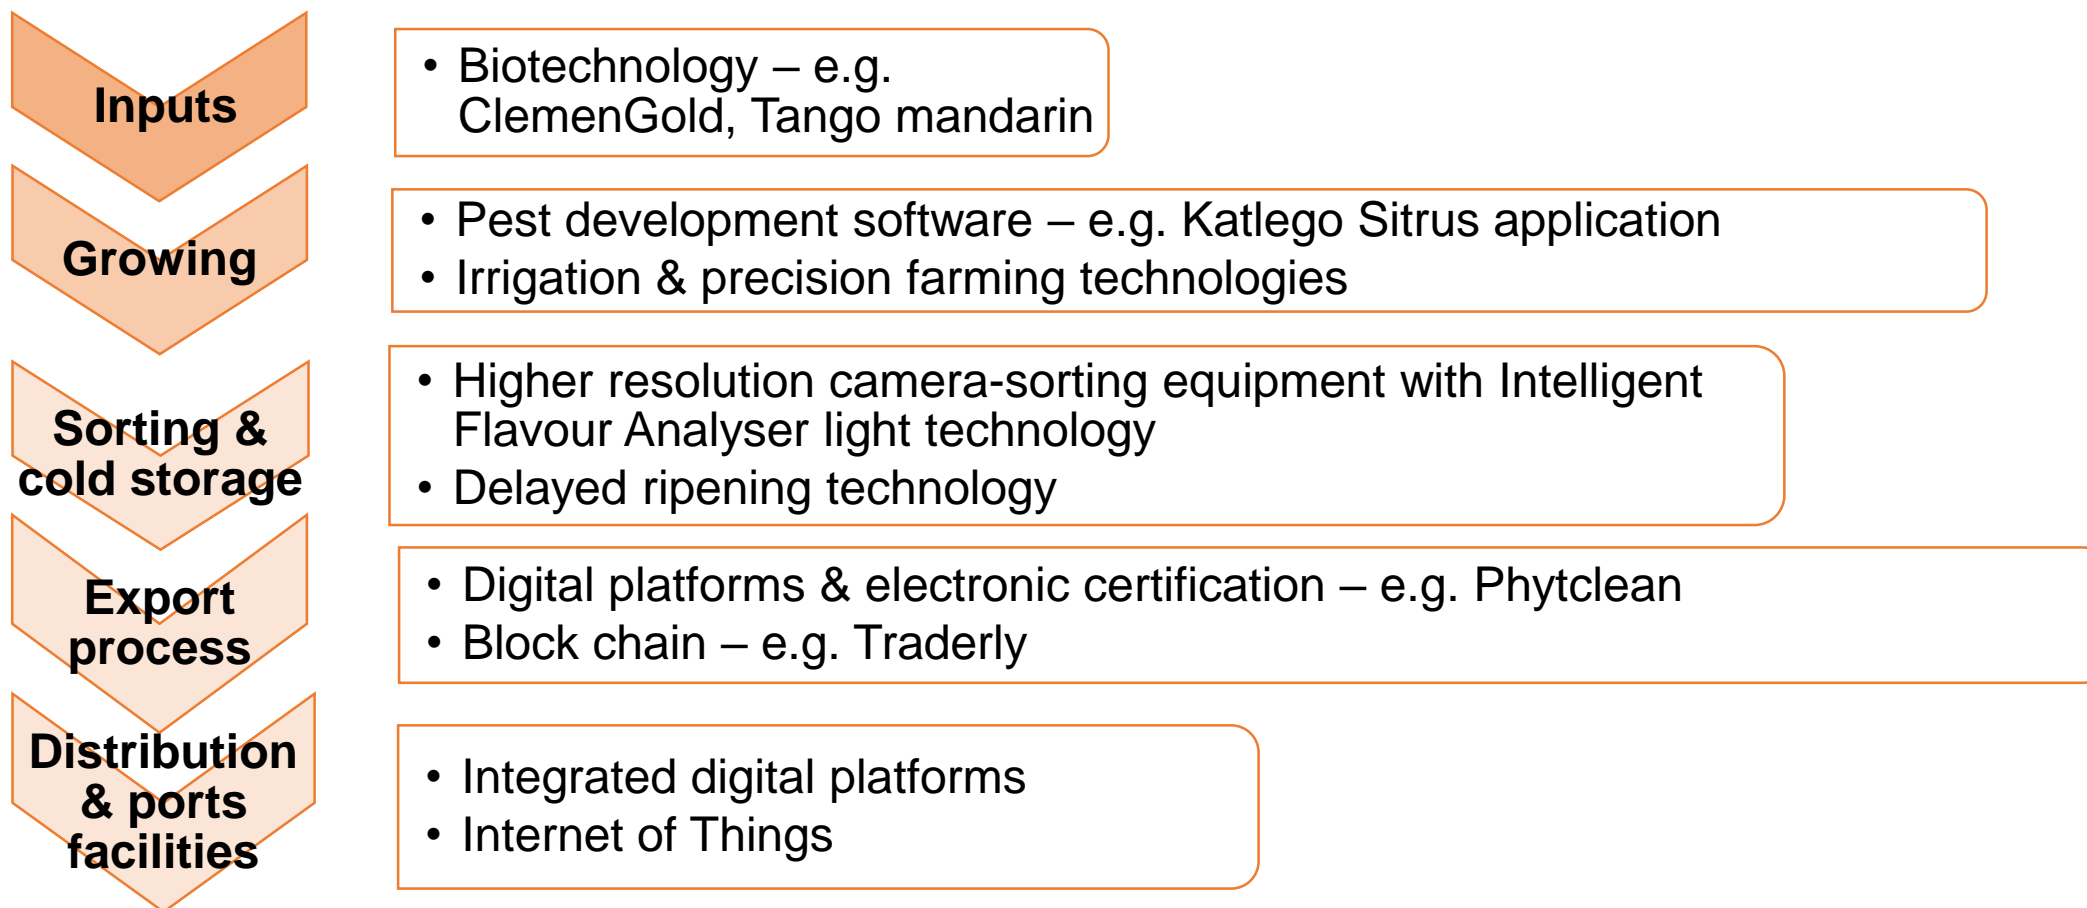 Inputs
• Biotechnology – e.g.
ClemenGold, Tango mandarin
Growing
• Pest development software – e.g. Katlego Sitrus application
• Irrigation & precision farming technologies
Sorting &
cold storage
• Higher resolution camera-sorting equipment with Intelligent
Flavour Analyser light technology
• Delayed ripening technology
Export
process
• Digital platforms & electronic certification – e.g. Phytclean
• Block chain – e.g. Traderly
Distribution
& ports
facilities
• Integrated digital platforms
• Internet of Things